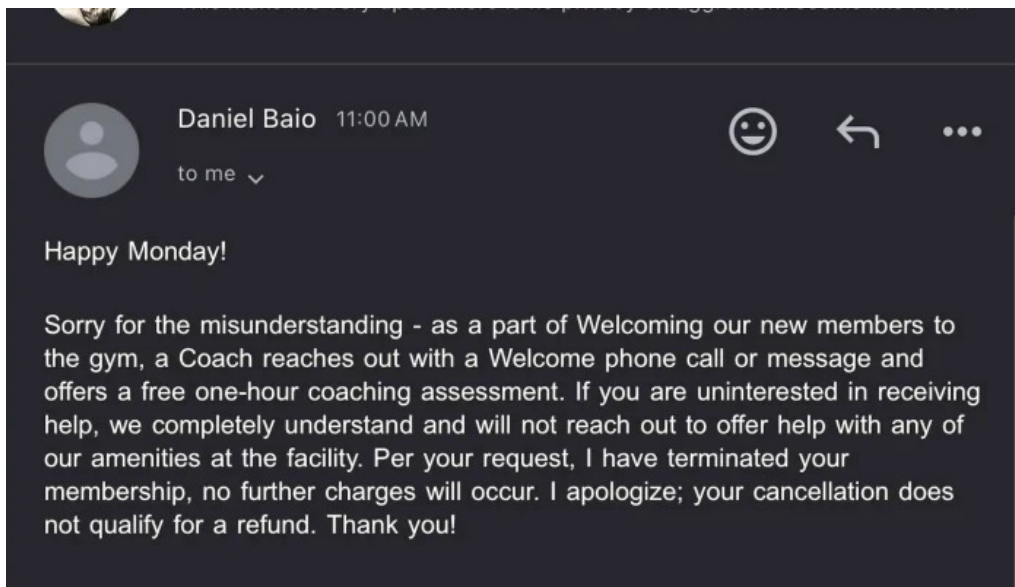 Daniel Baio 11:00 AM
to me
Happy Monday!
Sorry for the misunderstanding - as a part of Welcoming our new members to
the gym, a Coach reaches out with a Welcome phone call or message and
offers a free one-hour coaching assessment. If you are uninterested in receiving
help, we completely understand and will not reach out to offer help with any of
our amenities at the facility. Per your request, I have terminated your
membership, no further charges will occur. I apologize; your cancellation does
not qualify for a refund. Thank you!